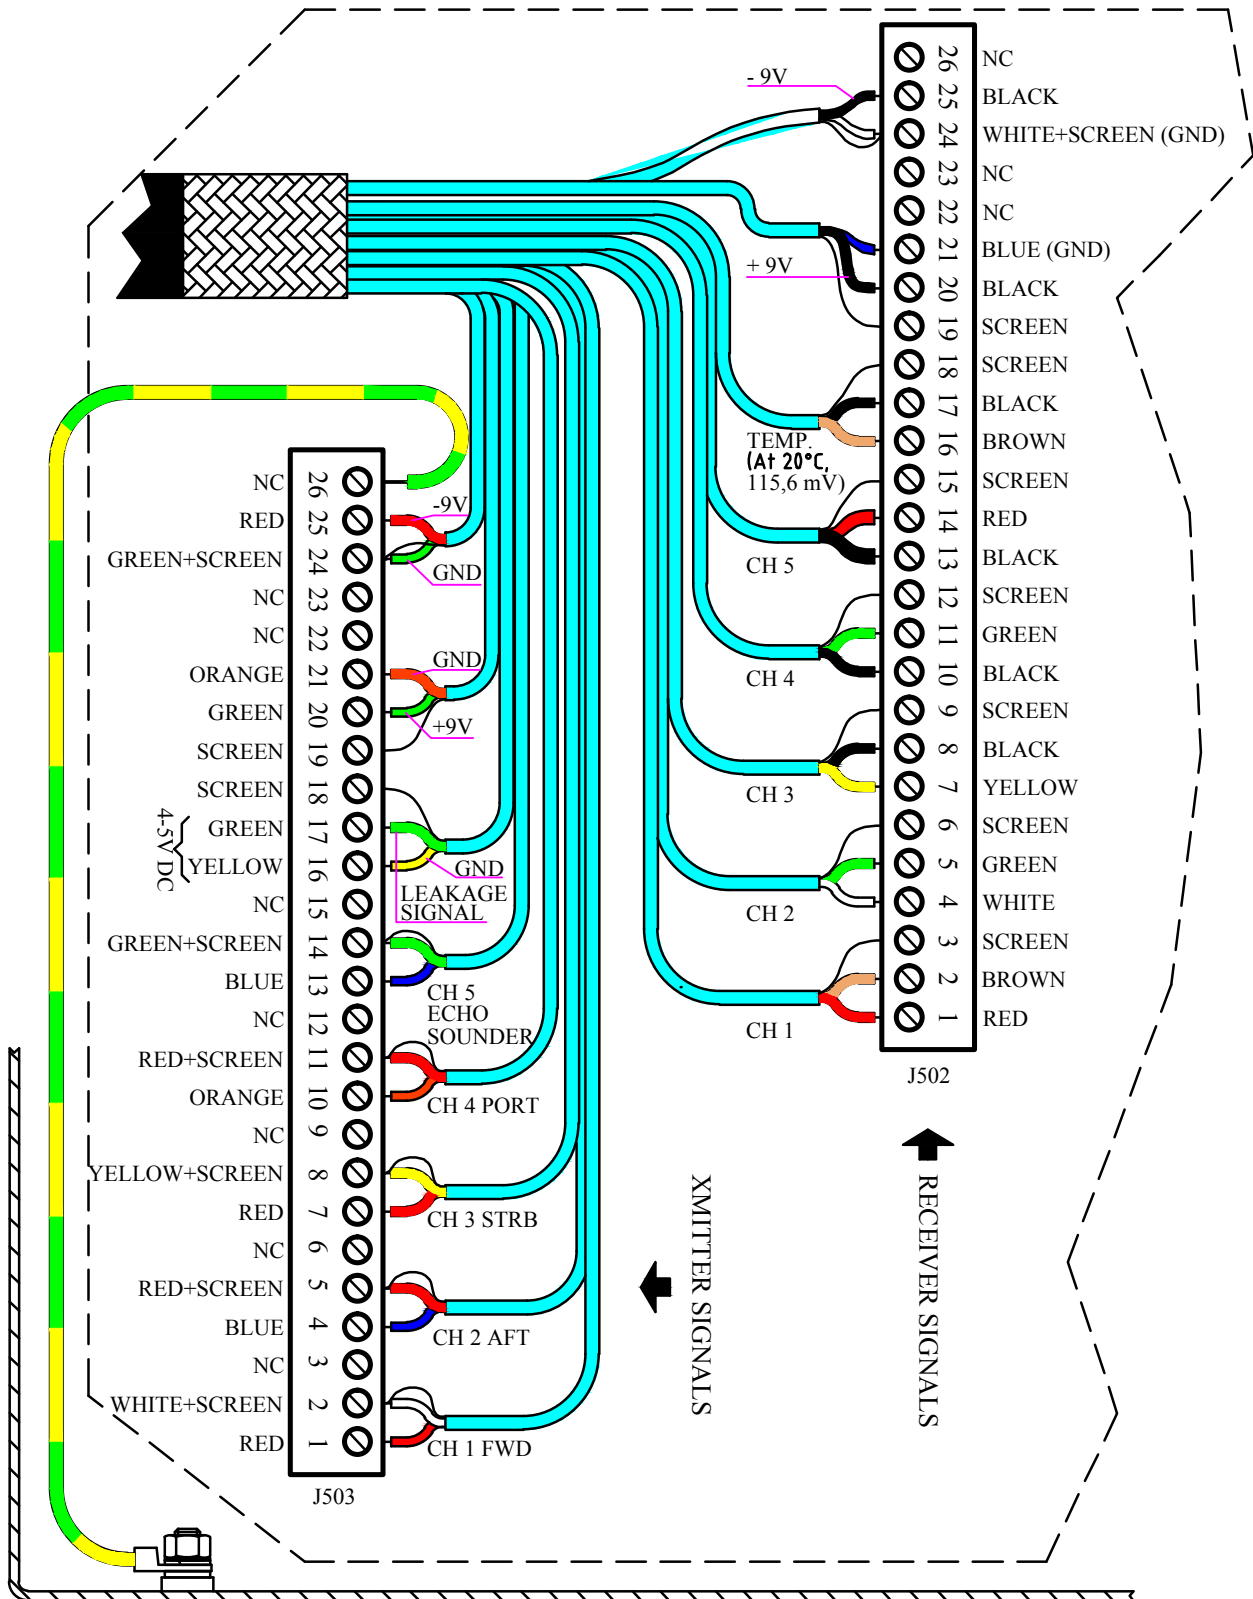 - 9V
26 NC
25 BLACK
24 WHITE+SCREEN (GND)
23 NC
22 NC
21 BLUE (GND)
+ 9V
20 BLACK
19 SCREEN
18 SCREEN
17 BLACK
16 BROWN
TEMP.
(At 20°C,
115,6 mV)
15 SCREEN
14 RED
13 BLACK
CH 5
12 SCREEN
11 GREEN
10 BLACK
CH 4
9 SCREEN
8 BLACK
7 YELLOW
CH 3
6 SCREEN
5 GREEN
4 WHITE
CH 2
3 SCREEN
2 BROWN
1 RED
CH 1
J502
RECEIVER SIGNALS
XMITTER SIGNALS
NC 26
RED 25
-9V
GREEN+SCREEN 24
GND
NC 23
NC 22
ORANGE 21
GND
GREEN 20
+9V
SCREEN 19
SCREEN 18
GREEN 17
4-5V DC
YELLOW 16
GND
LEAKAGE
SIGNAL
NC 15
GREEN+SCREEN 14
BLUE 13
CH 5
ECHO
SOUNDER
NC 12
RED+SCREEN 11
ORANGE 10
CH 4 PORT
NC 9
YELLOW+SCREEN 8
RED 7
CH 3 STRB
NC 6
RED+SCREEN 5
BLUE 4
CH 2 AFT
NC 3
WHITE+SCREEN 2
RED 1
CH 1 FWD
J503